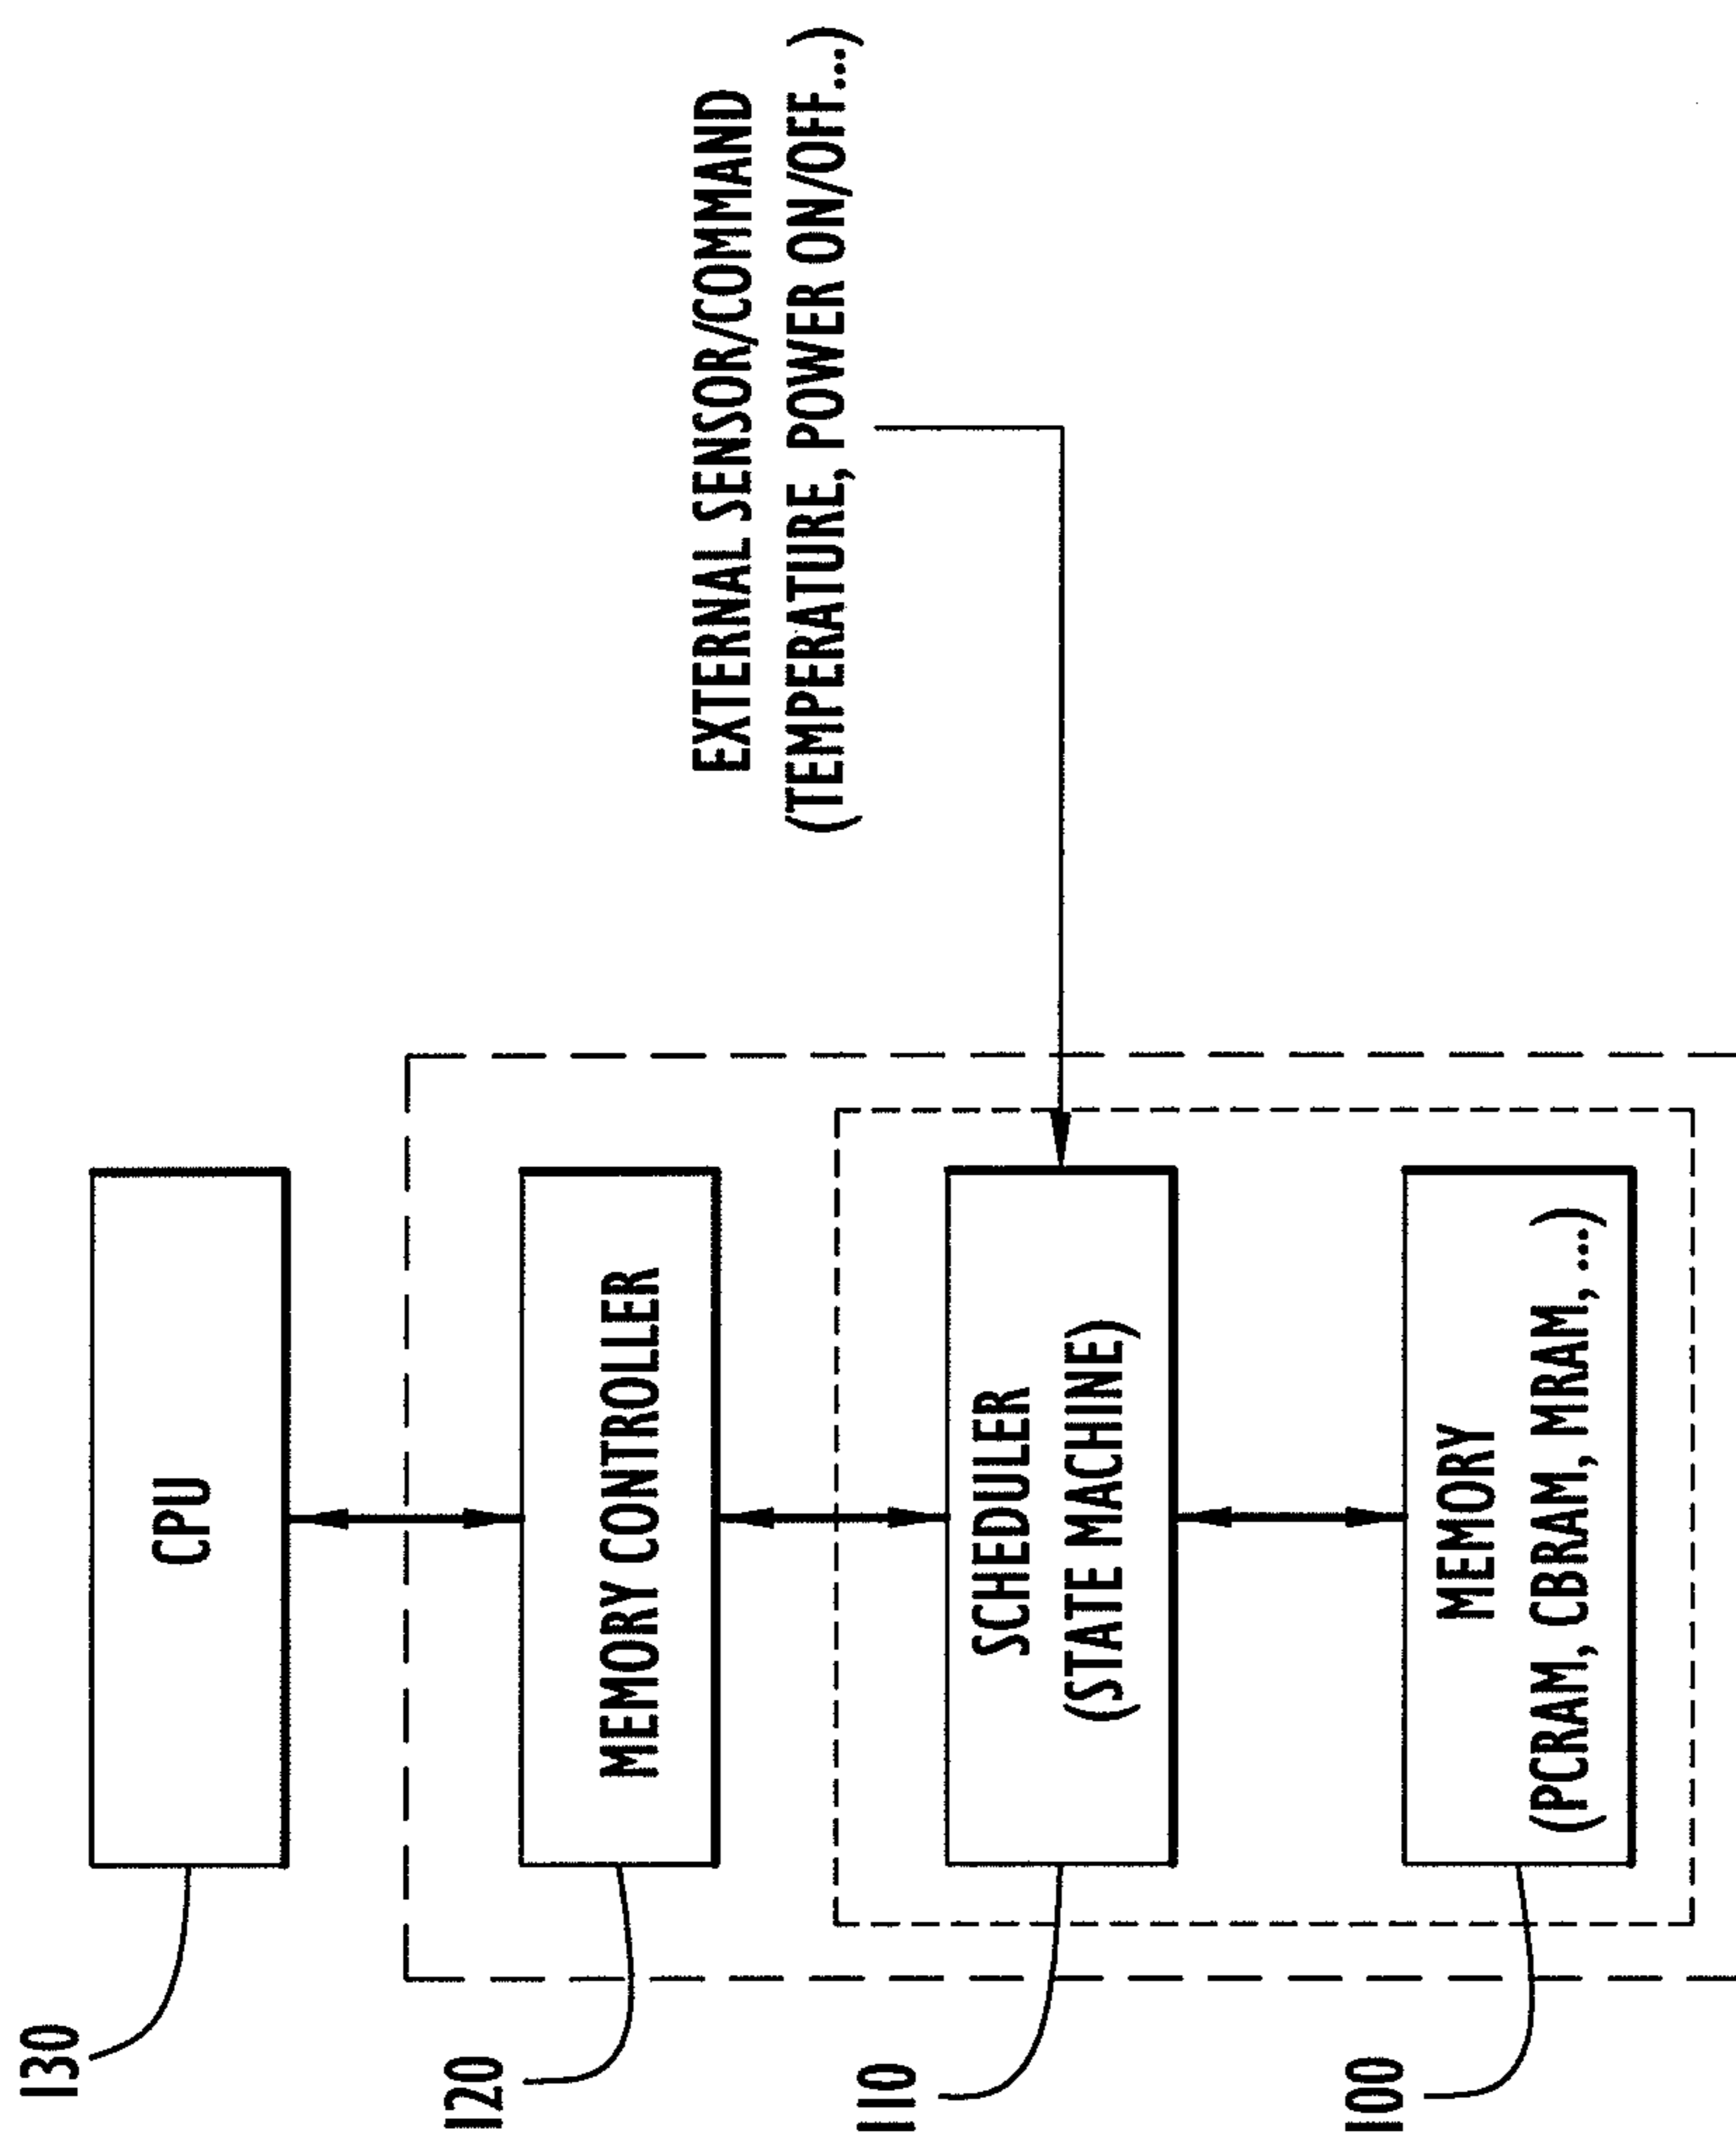 130
CPU
120
MEMORY CONTROLLER
110
SCHEDULER
(STATE MACHINE)
EXTERNAL SENSOR/COMMAND
(TEMPERATURE, POWER ON/OFF...)
100
MEMORY
(PCRAM, CBRAM, MRAM, ...)